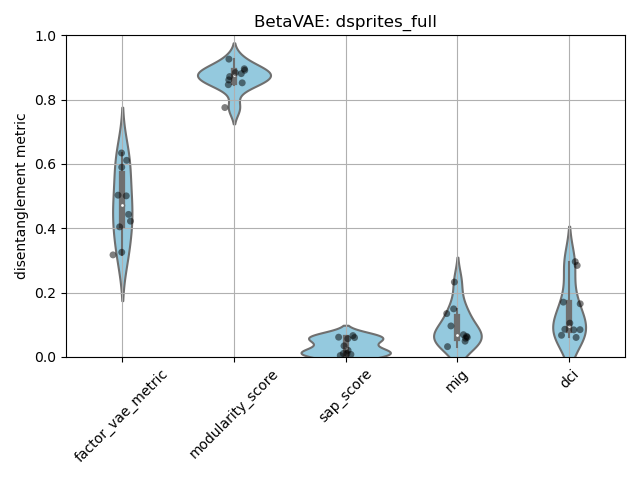 BetaVAE: dsprites_full
disentanglement metric
1.0
0.8
0.6
0.4
0.2
0.0
factor_vae_metric
modularity_score
sap_score
mig
dci